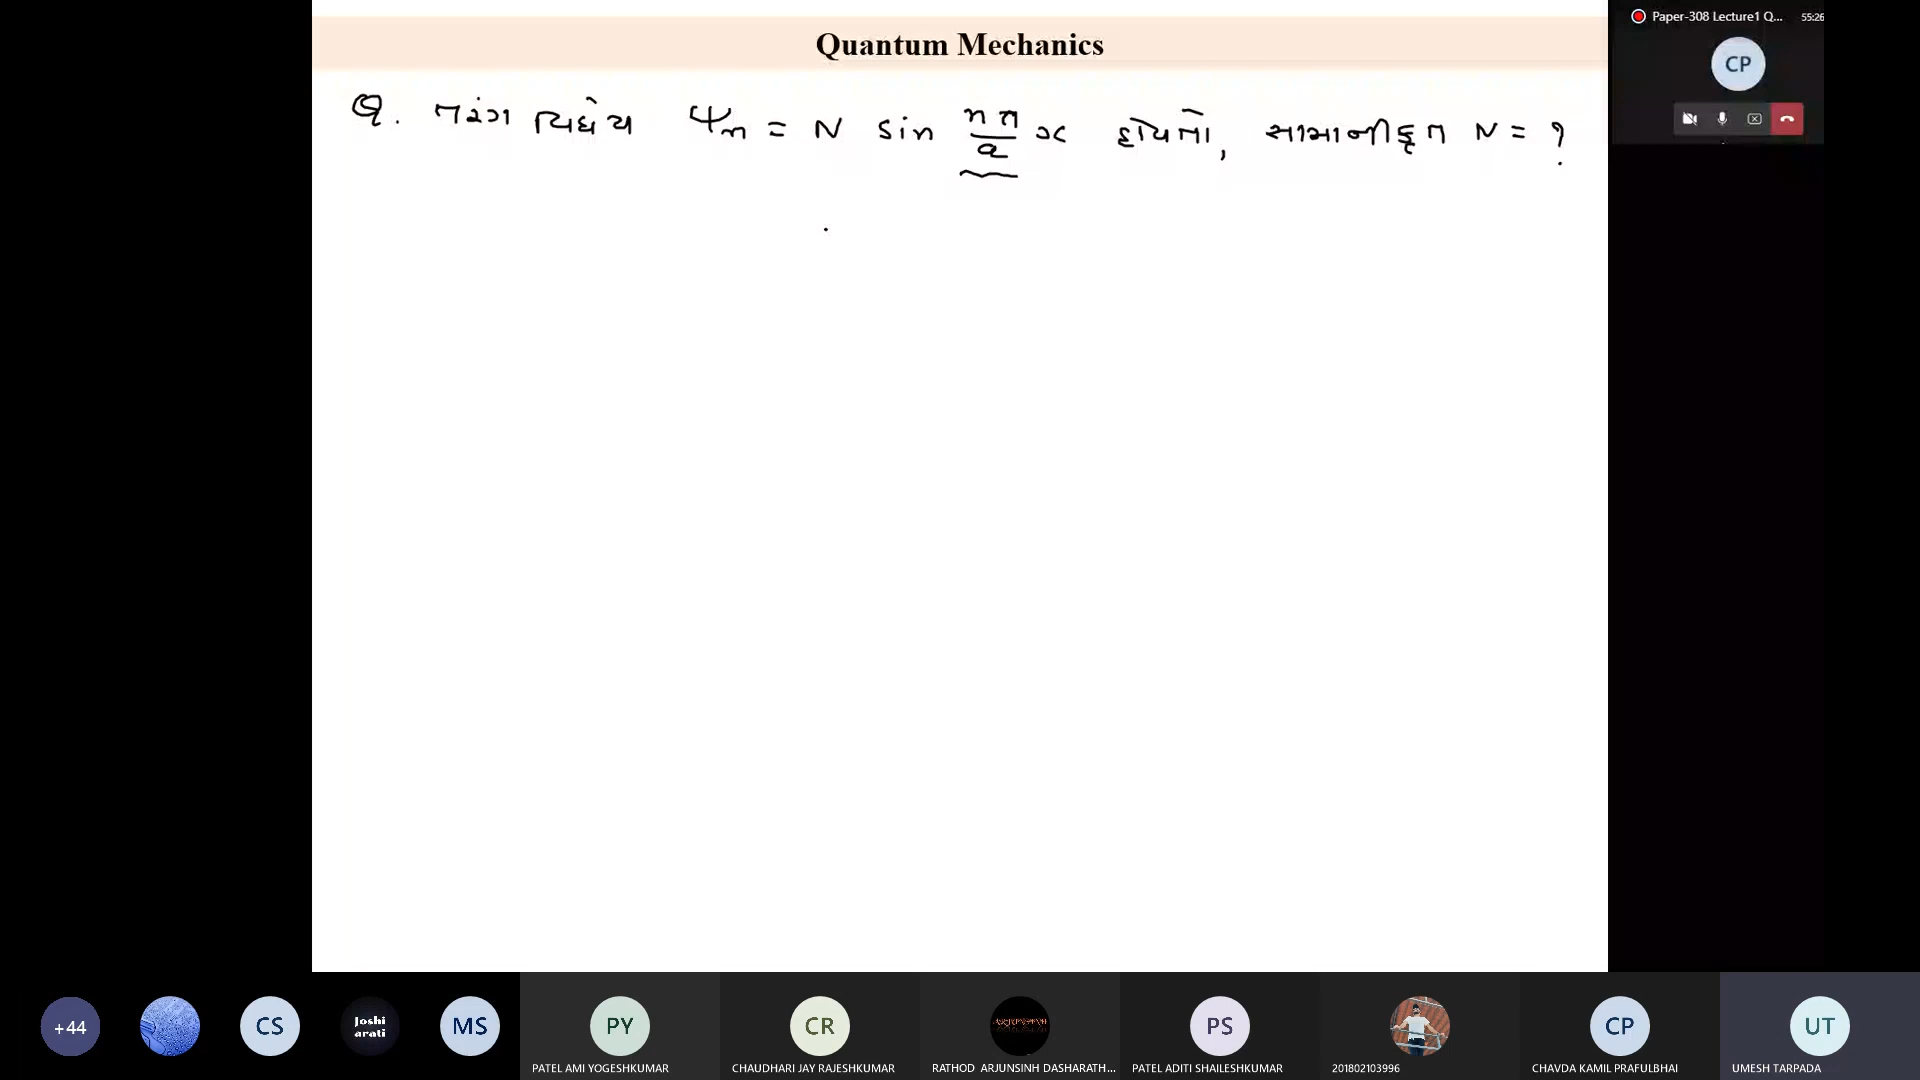 Quantum Mechanics
Q. તરંગ વિધેય Ψn = N sin nπ/a x હોયતો, સામાનીકૃત N = ?
Paper-308 Lecture1 Q... 55:26
CP
+44
CS
Joshi
arati
MS
PY
PATEL AMI YOGESHKUMAR
CR
CHAUDHARI JAY RAJESHKUMAR
RATHOD ARJUNSINH DASHARATH...
PS
PATEL ADITI SHAILESHKUMAR
201802103996
CP
CHAVDA KAMIL PRAFULBHAI
UT
UMESH TARPADA